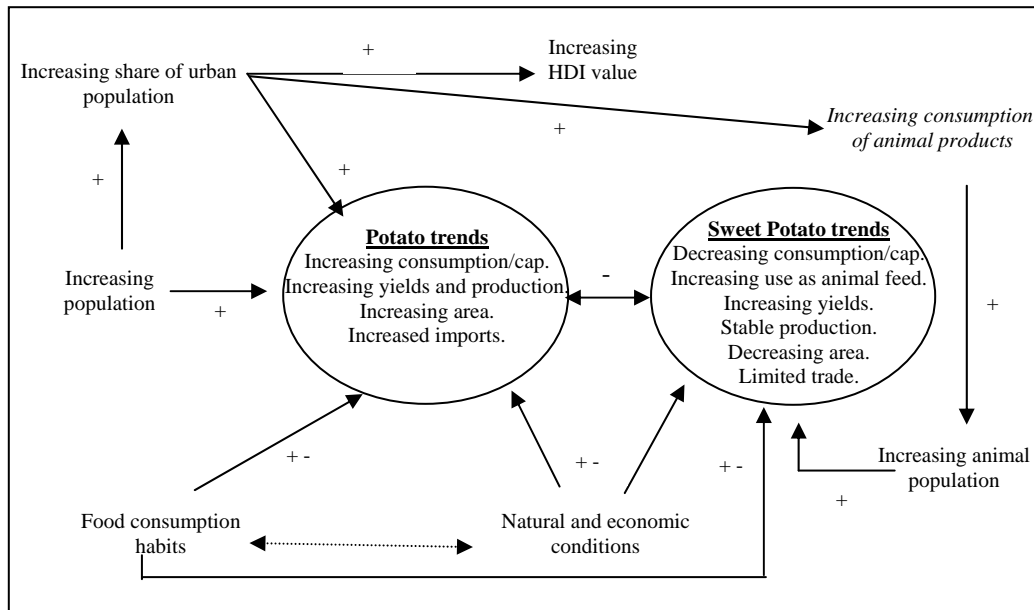 +
Increasing
HDI value
Increasing share of urban
population
+
Increasing consumption
of animal products
+
+
Potato trends
Increasing consumption/cap.
Increasing yields and production.
Increasing area.
Increased imports.
Sweet Potato trends
Decreasing consumption/cap.
Increasing use as animal feed.
Increasing yields.
Stable production.
Decreasing area.
Limited trade.
-
Increasing
population
+
+
+ -
+ -
+ -
Increasing animal
population
+
Food consumption
habits
Natural and economic
conditions